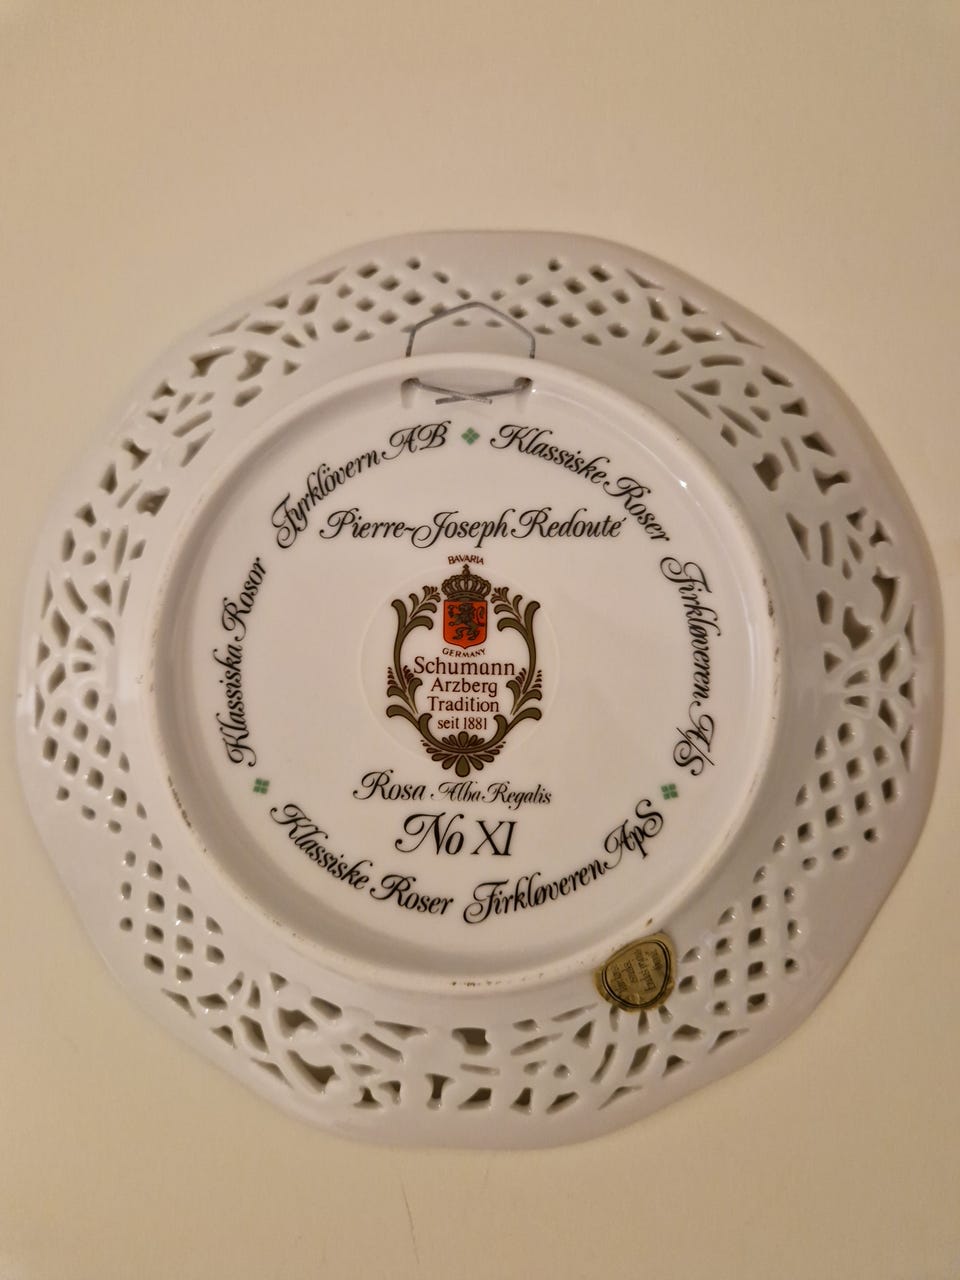 Klassiska Rosor Fyrklövern AB
Klassiske Roser Firkløveren A/S
Klassiske Roser Firkløveren ApS
Pierre-Joseph Redouté
BAVARIA
GERMANY
Schumann
Arzberg
Tradition
seit 1881
Rosa Alba Regalis
No XI